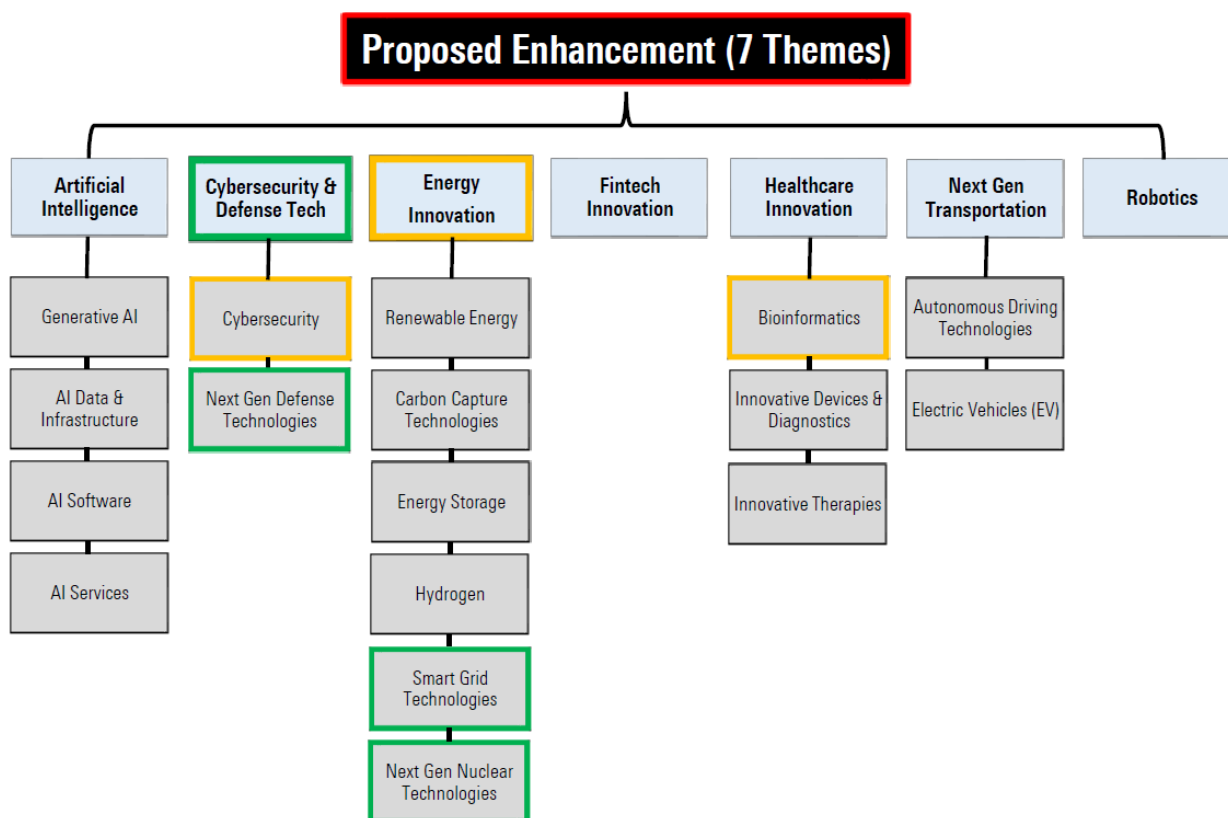 Proposed Enhancement (7 Themes)
Artificial
Intelligence
Cybersecurity &
Defense Tech
Energy
Innovation
Fintech
Innovation
Healthcare
Innovation
Next Gen
Transportation
Robotics
Generative AI
AI Data &
Infrastructure
AI Software
AI Services
Cybersecurity
Next Gen Defense
Technologies
Renewable Energy
Carbon Capture
Technologies
Energy Storage
Hydrogen
Smart Grid
Technologies
Next Gen Nuclear
Technologies
Bioinformatics
Innovative Devices &
Diagnostics
Innovative Therapies
Autonomous Driving
Technologies
Electric Vehicles (EV)